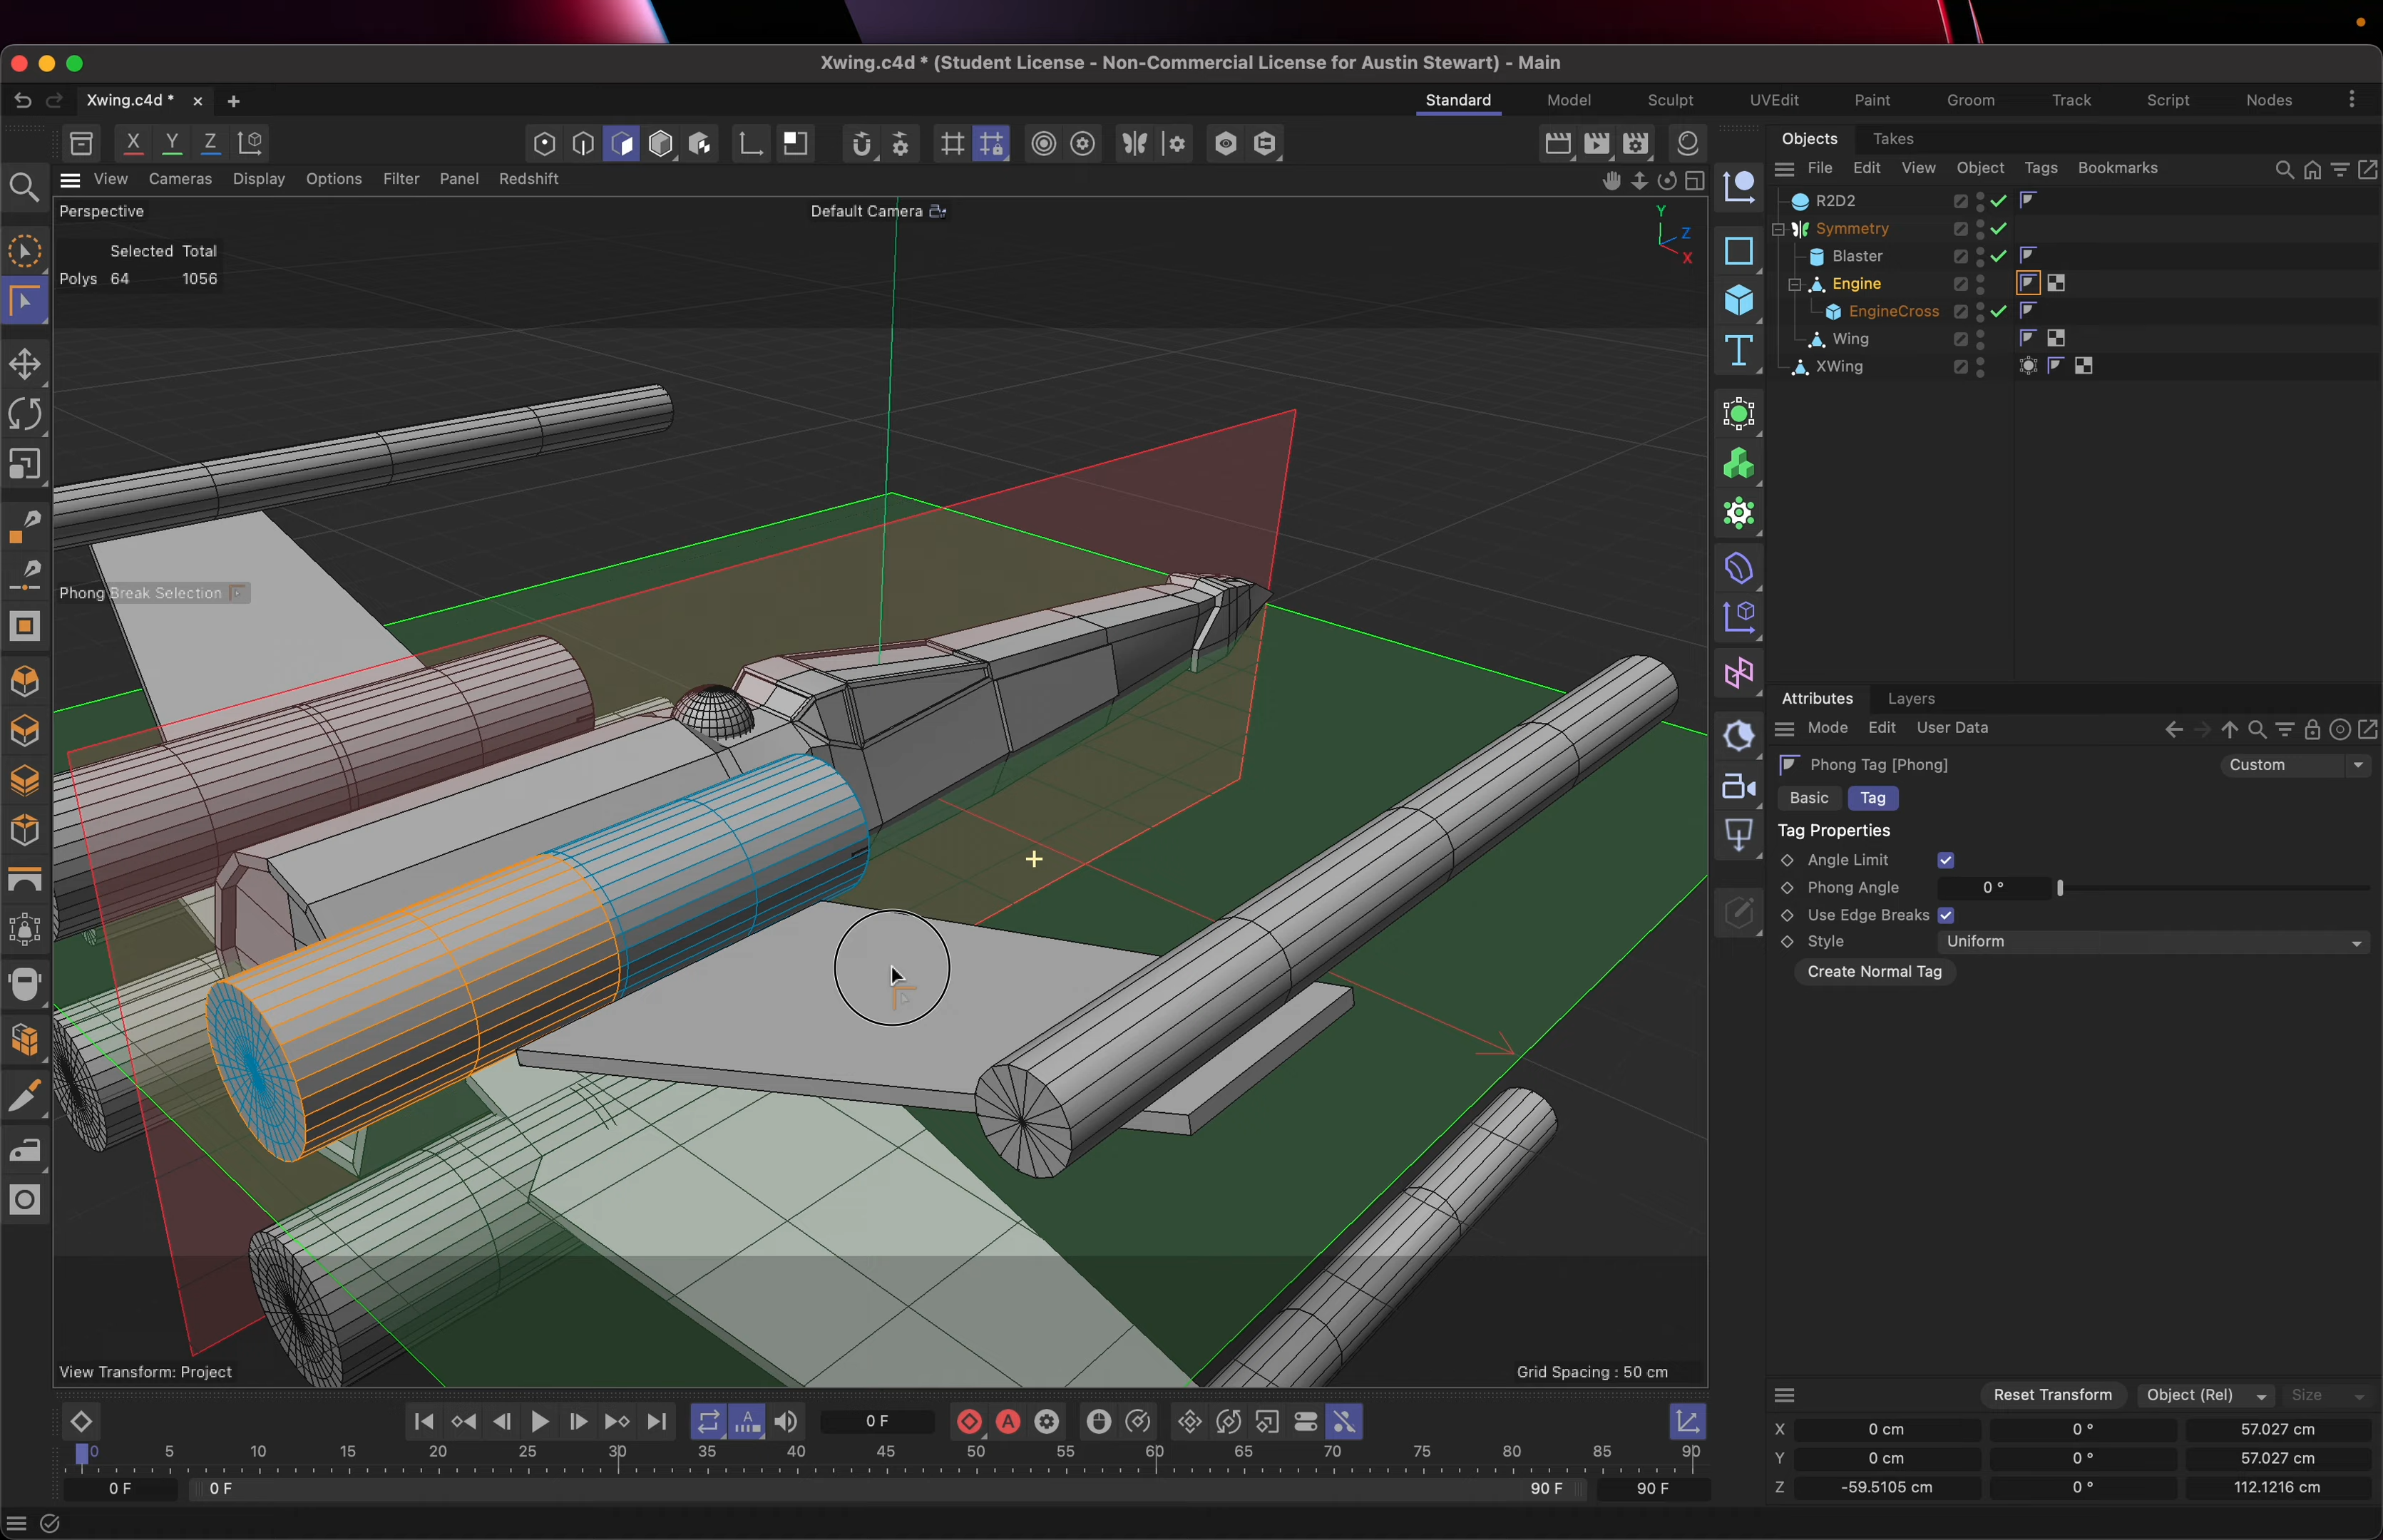 Xwing.c4d * (Student License - Non-Commercial License for Austin Stewart) - Main
Xwing.c4d *
Standard Model Sculpt UVEdit Paint Groom Track Script Nodes
X Y Z
View Cameras Display Options Filter Panel Redshift
Perspective
Default Camera
Y
Z
X
Selected Total
Polys 64 1056
Phong Break Selection
View Transform: Project
Grid Spacing : 50 cm
Objects Takes
File Edit View Object Tags Bookmarks
R2D2
Symmetry
Blaster
Engine
EngineCross
Wing
XWing
Attributes Layers
Mode Edit User Data
Phong Tag [Phong]
Custom
Basic Tag
Tag Properties
Angle Limit
Phong Angle 0 °
Use Edge Breaks
Style Uniform
Create Normal Tag
Reset Transform Object (Rel) Size
X 0 cm 0 ° 57.027 cm
Y 0 cm 0 ° 57.027 cm
Z -59.5105 cm 0 ° 112.1216 cm
0 F
0 5 10 15 20 25 30 35 40 45 50 55 60 65 70 75 80 85 90
0 F 0 F 90 F 90 F